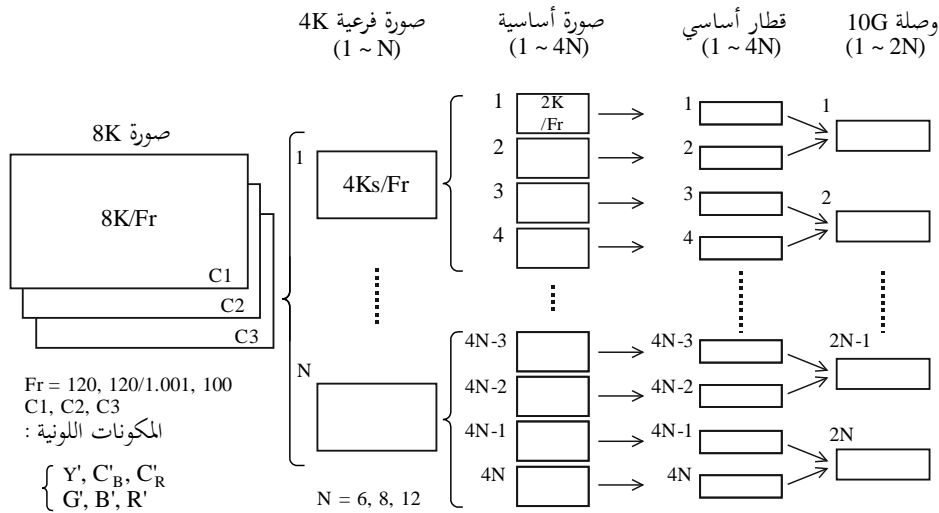 صورة فرعية 4K
(1 ~ N)
صورة أساسية
(1 ~ 4N)
قطار أساسي
(1 ~ 4N)
وصلة 10G
(1 ~ 2N)
صورة 8K
8K/Fr
C1
C2
C3
1
4Ks/Fr
N
1
2K
/Fr
2
3
4
4N-3
4N-2
4N-1
4N
1
2
3
4
4N-3
4N-2
4N-1
4N
1
2
2N-1
2N
Fr = 120, 120/1.001, 100
C1, C2, C3
المكونات اللونية :
Y', C'B, C'R
G', B', R'
N = 6, 8, 12